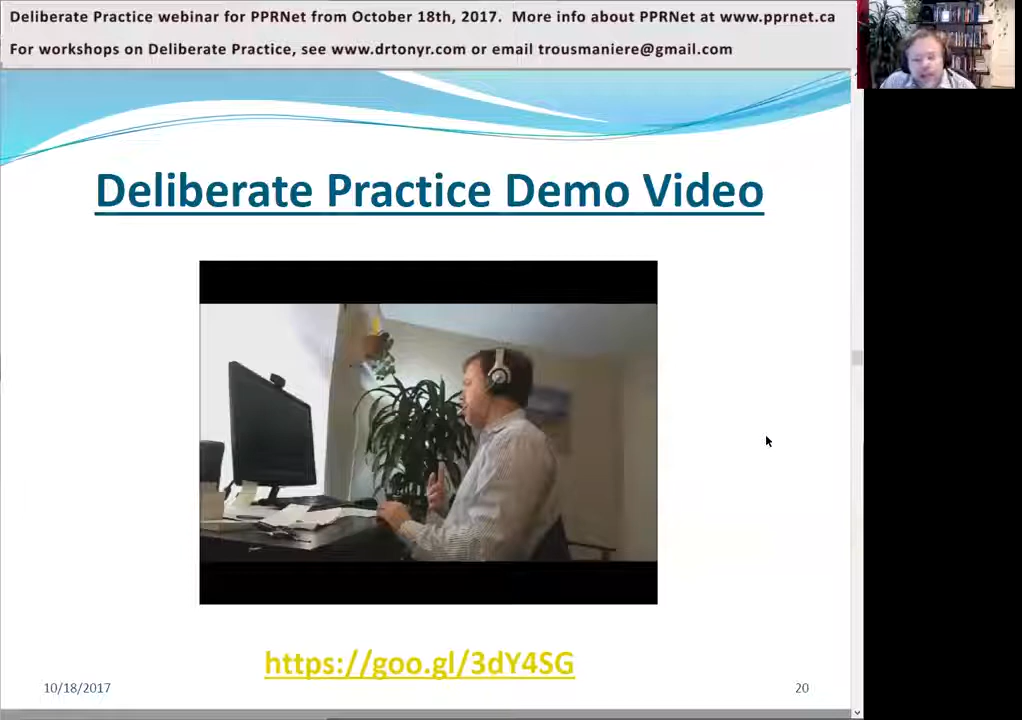 Deliberate Practice webinar for PPRNet from October 18th, 2017.  More info about PPRNet at www.pprnet.ca
For workshops on Deliberate Practice, see www.drtonyr.com or email trousmaniere@gmail.com
Deliberate Practice Demo Video
https://goo.gl/3dY4SG
10/18/2017
20